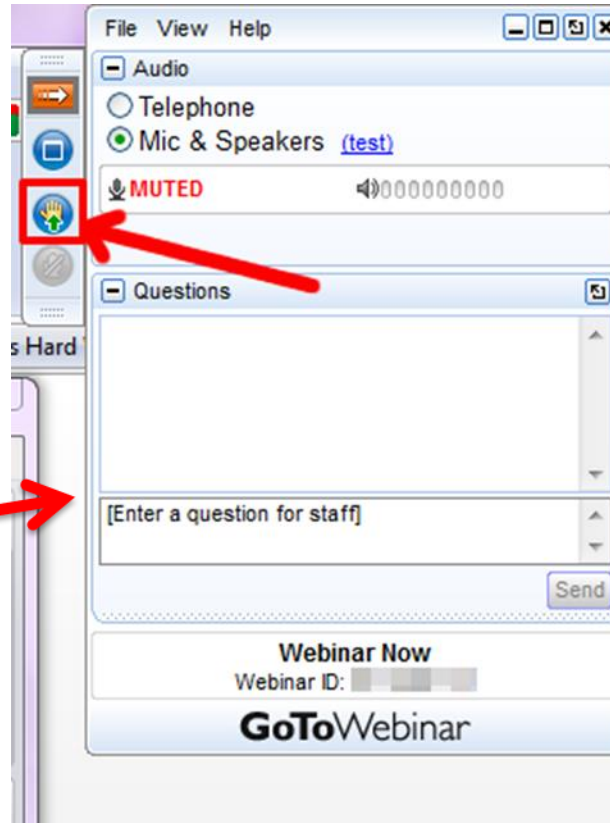 File View Help
Audio
Telephone
Mic & Speakers (test)
MUTED 000000000
Questions
s Hard
[Enter a question for staff]
Send
Webinar Now
Webinar ID:
GoToWebinar